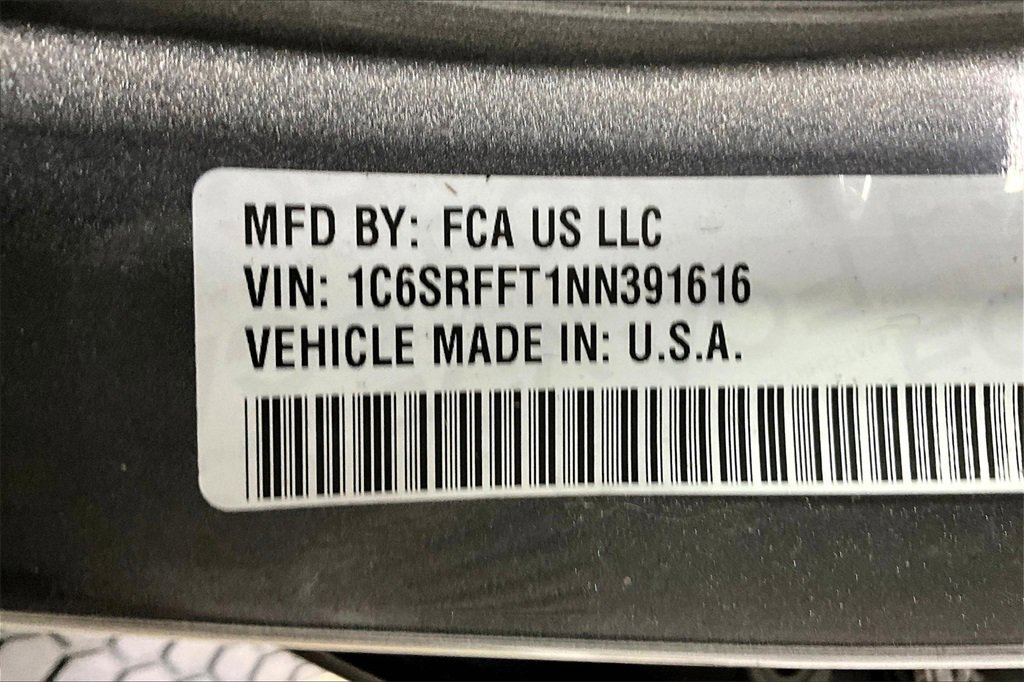 MFD BY: FCA US LLC
VIN: 1C6SRFFT1NN391616
VEHICLE MADE IN: U.S.A.